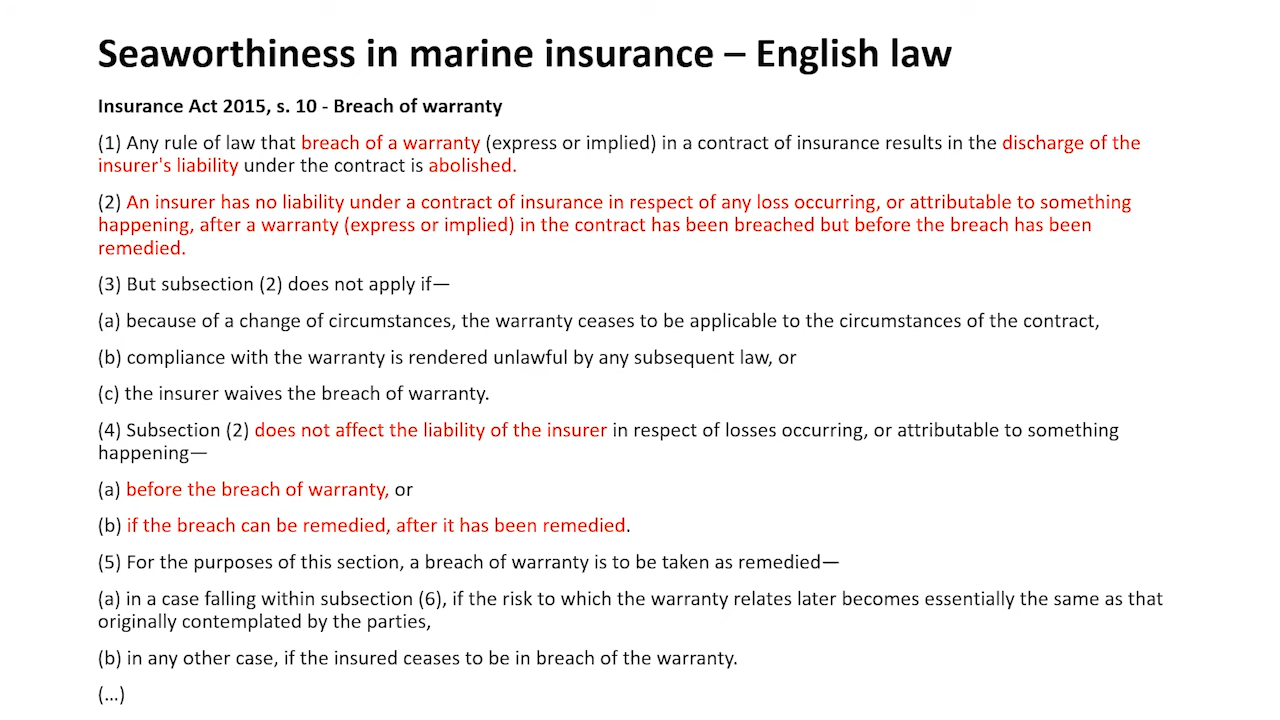 Seaworthiness in marine insurance – English law
Insurance Act 2015, s. 10 - Breach of warranty
(1) Any rule of law that breach of a warranty (express or implied) in a contract of insurance results in the discharge of the
insurer's liability under the contract is abolished.
(2) An insurer has no liability under a contract of insurance in respect of any loss occurring, or attributable to something
happening, after a warranty (express or implied) in the contract has been breached but before the breach has been
remedied.
(3) But subsection (2) does not apply if—
(a) because of a change of circumstances, the warranty ceases to be applicable to the circumstances of the contract,
(b) compliance with the warranty is rendered unlawful by any subsequent law, or
(c) the insurer waives the breach of warranty.
(4) Subsection (2) does not affect the liability of the insurer in respect of losses occurring, or attributable to something
happening—
(a) before the breach of warranty, or
(b) if the breach can be remedied, after it has been remedied.
(5) For the purposes of this section, a breach of warranty is to be taken as remedied—
(a) in a case falling within subsection (6), if the risk to which the warranty relates later becomes essentially the same as that
originally contemplated by the parties,
(b) in any other case, if the insured ceases to be in breach of the warranty.
(…)